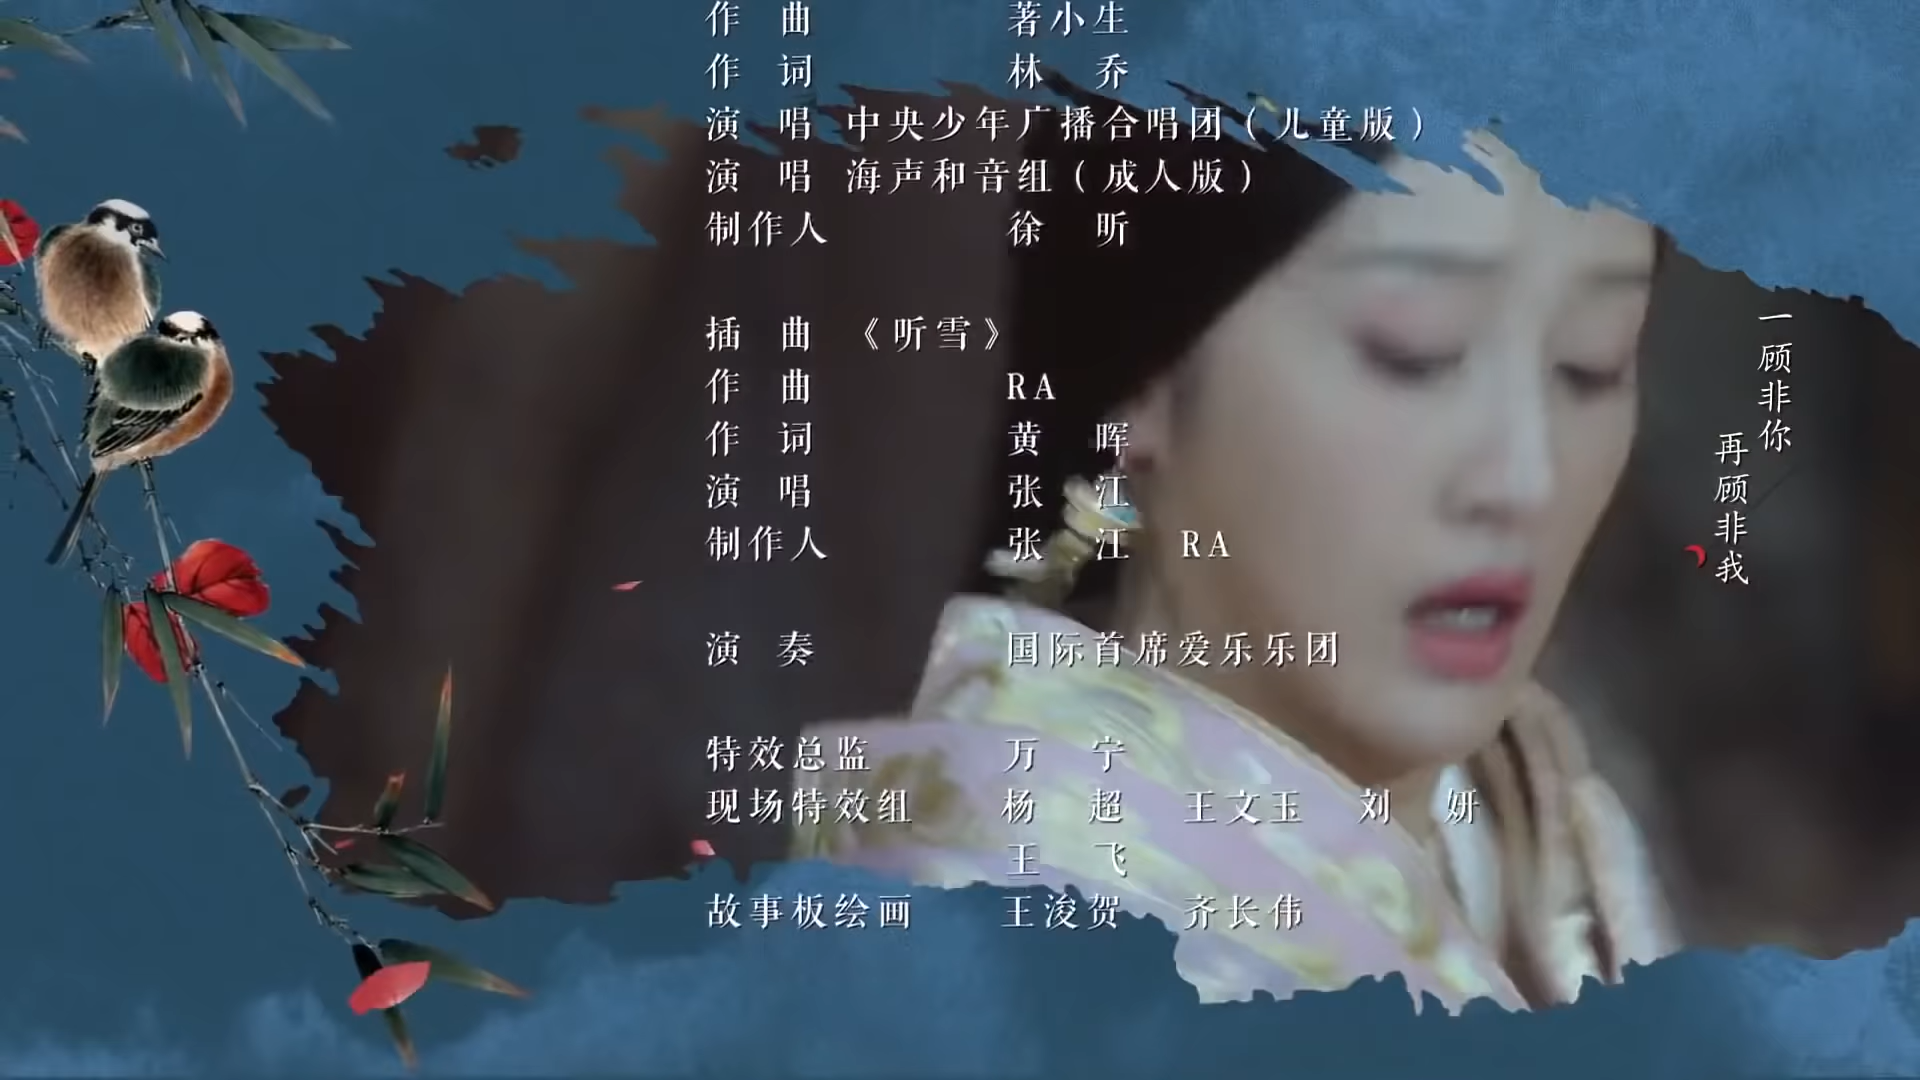 作 曲 著小生
作 词 林 乔
演 唱 中央少年广播合唱团（儿童版）
演 唱 海声和音组（成人版）
制作人 徐 昕
插 曲 《听雪》
作 曲 RA
作 词 黄 晖
演 唱 张 江
制作人 张 江 RA
演 奏 国际首席爱乐乐团
特效总监 万 宁
现场特效组 杨 超 王文玉 刘 妍
王 飞
故事板绘画 王浚贺 齐长伟
一顾非你
再顾非我